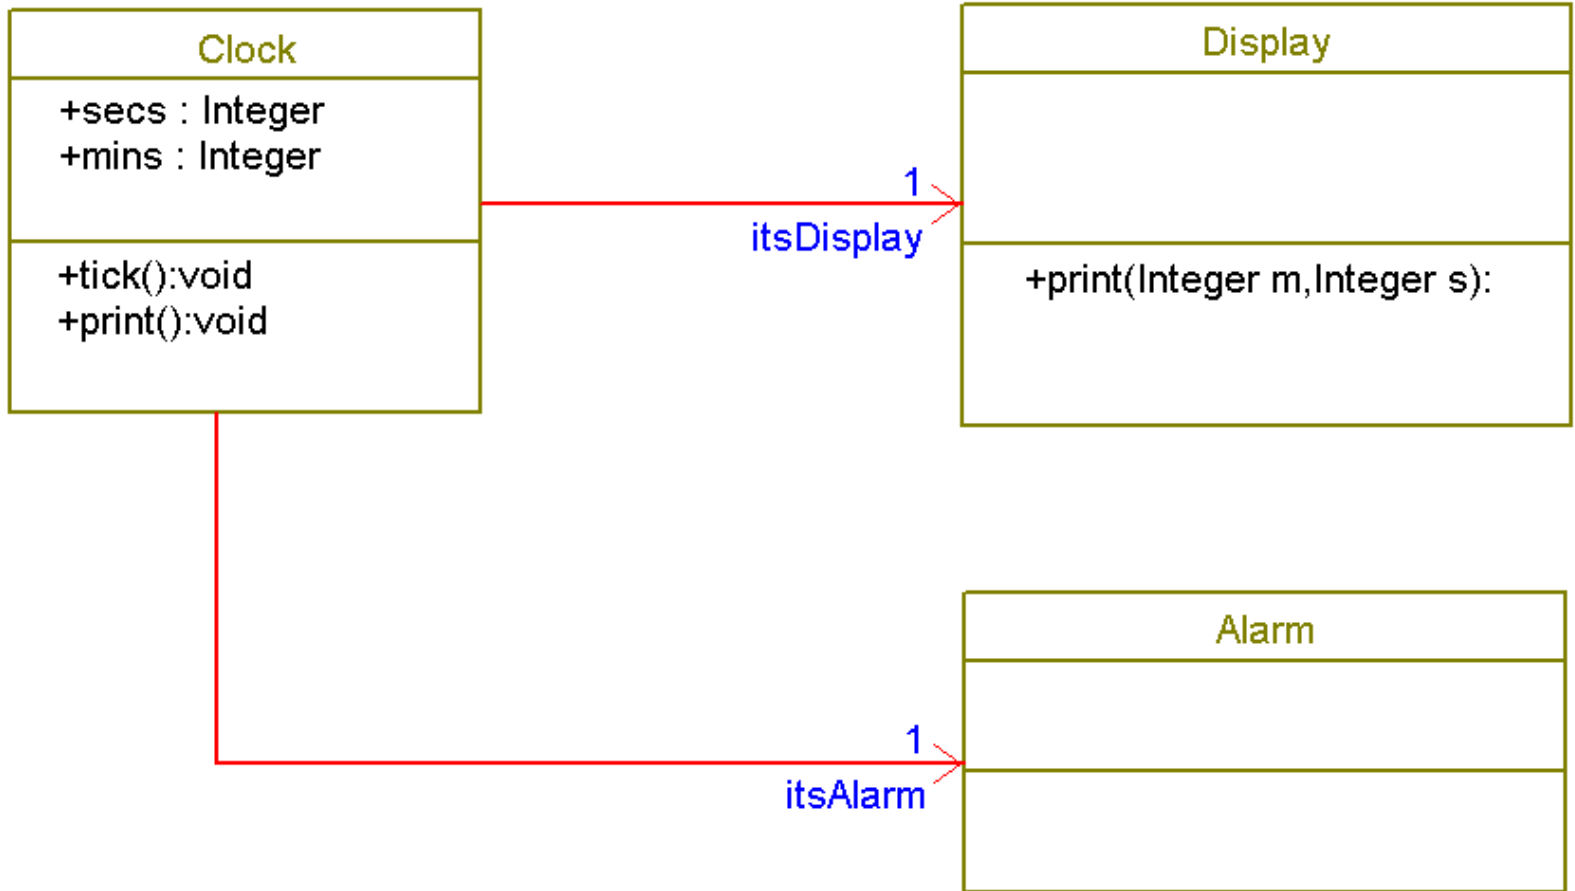 Clock
+secs : Integer
+mins : Integer
+tick():void
+print():void
1
itsDisplay
Display
+print(Integer m,Integer s):
1
itsAlarm
Alarm